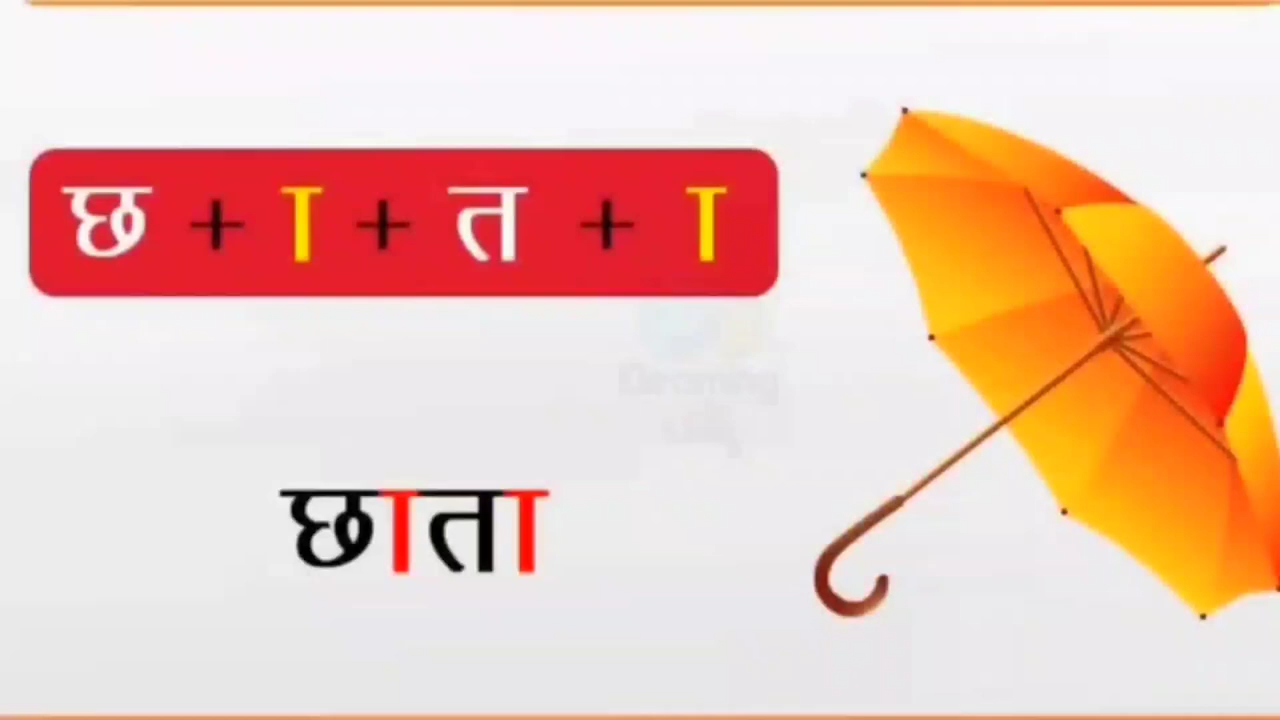 छ + ा + त + ा
छाता